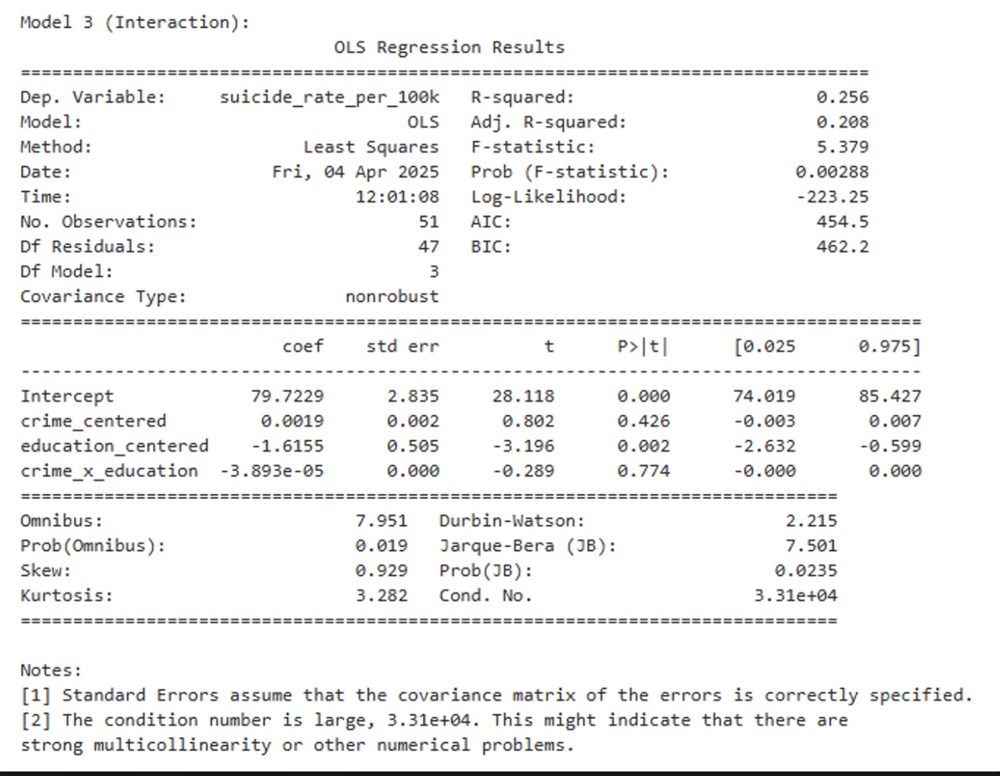 Model 3 (Interaction):
OLS Regression Results
==============================================================================
Dep. Variable:     suicide_rate_per_100k   R-squared:                       0.256
Model:                               OLS   Adj. R-squared:                  0.208
Method:                    Least Squares   F-statistic:                     5.379
Date:                   Fri, 04 Apr 2025   Prob (F-statistic):            0.00288
Time:                           12:01:08   Log-Likelihood:                -223.25
No. Observations:                     51   AIC:                             454.5
Df Residuals:                         47   BIC:                             462.2
Df Model:                              3
Covariance Type:               nonrobust
=====================================================================================
                         coef    std err          t      P>|t|      [0.025      0.975]
-------------------------------------------------------------------------------------
Intercept             79.7229      2.835     28.118      0.000      74.019      85.427
crime_centered         0.0019      0.002      0.802      0.426      -0.003       0.007
education_centered    -1.6155      0.505     -3.196      0.002      -2.632      -0.599
crime_x_education  -3.893e-05      0.000     -0.289      0.774      -0.000       0.000
==============================================================================
Omnibus:                        7.951   Durbin-Watson:                   2.215
Prob(Omnibus):                  0.019   Jarque-Bera (JB):                7.501
Skew:                           0.929   Prob(JB):                       0.0235
Kurtosis:                       3.282   Cond. No.                     3.31e+04
==============================================================================
Notes:
[1] Standard Errors assume that the covariance matrix of the errors is correctly specified.
[2] The condition number is large, 3.31e+04. This might indicate that there are
strong multicollinearity or other numerical problems.